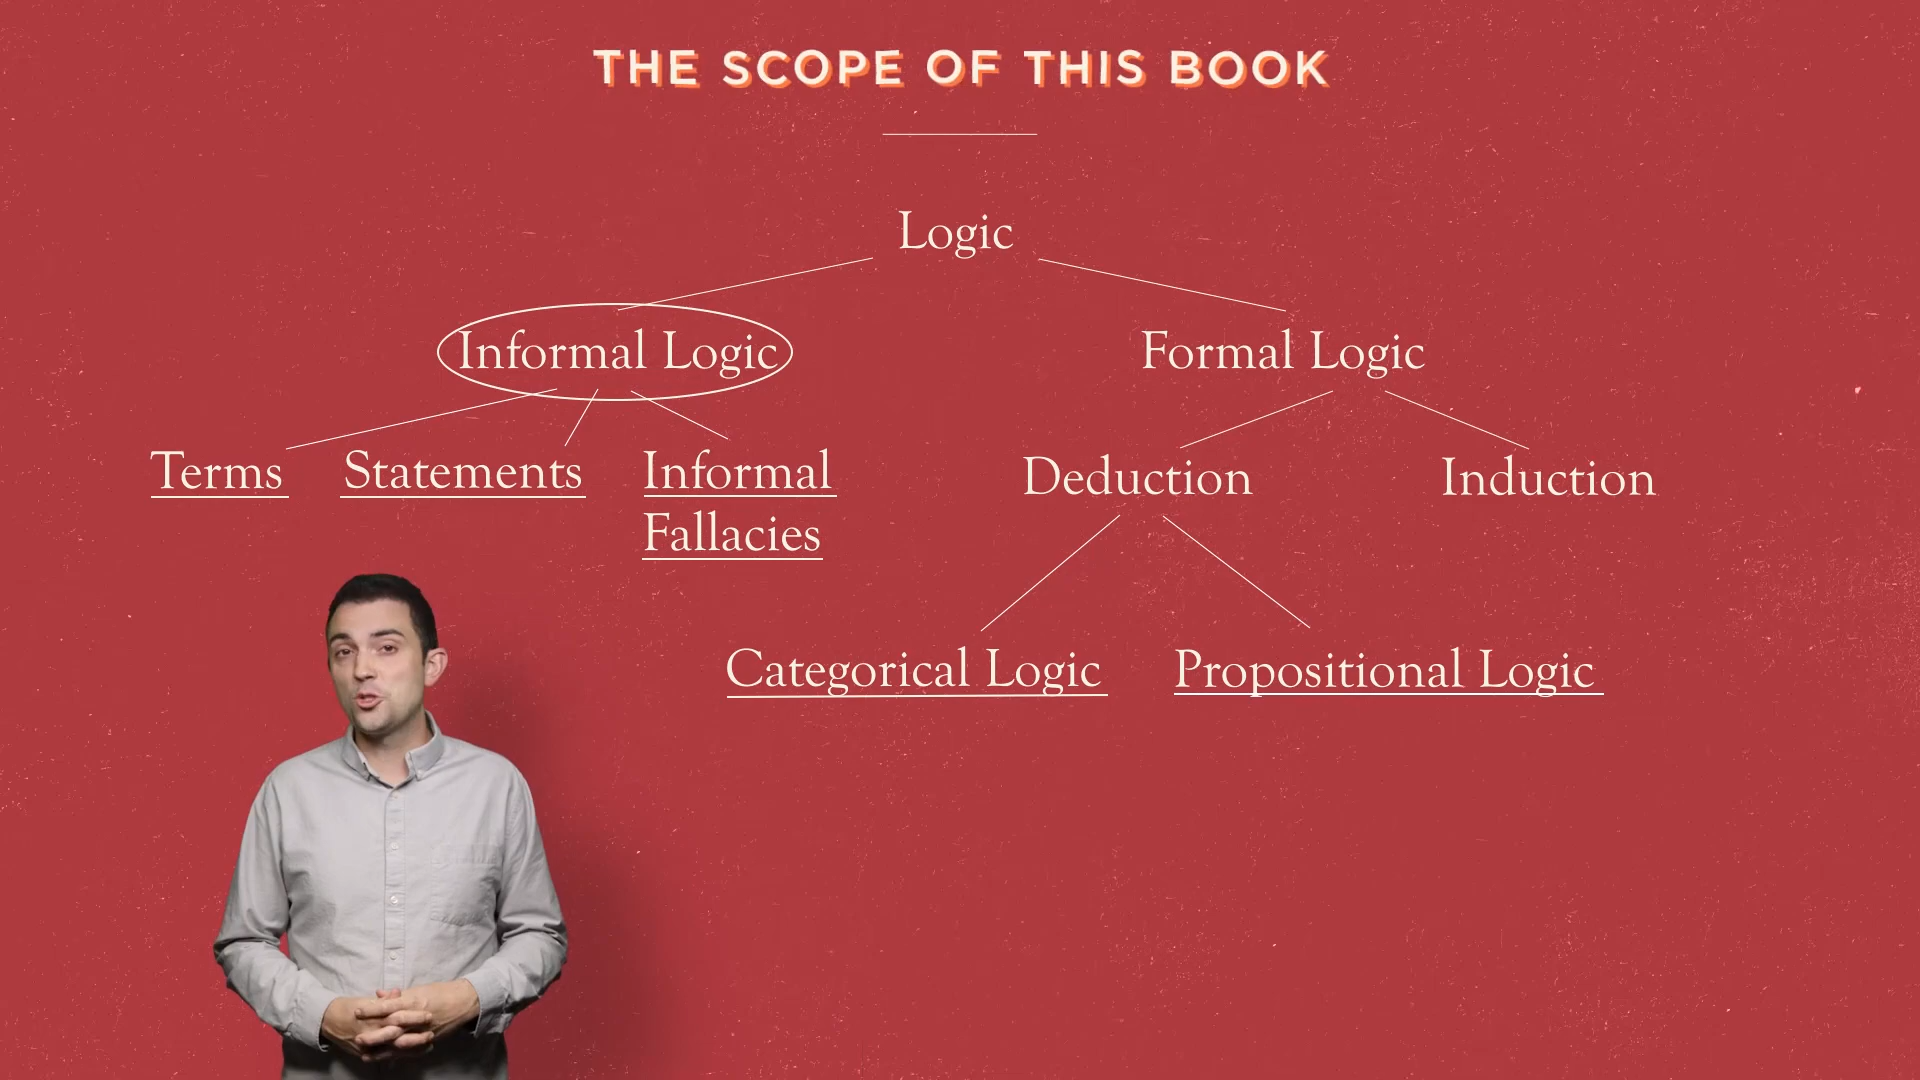 THE SCOPE OF THIS BOOK
Logic
Informal Logic
Formal Logic
Terms
Statements
Informal
Fallacies
Deduction
Induction
Categorical Logic
Propositional Logic